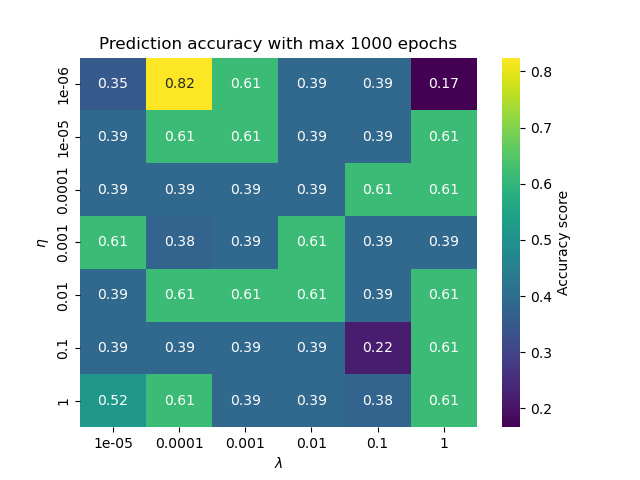 Prediction accuracy with max 1000 epochs
1e-06 0.35 0.82 0.61 0.39 0.39 0.17
1e-05 0.39 0.61 0.61 0.39 0.39 0.61
0.0001 0.39 0.39 0.39 0.39 0.61 0.61
0.001 0.61 0.38 0.39 0.61 0.39 0.39
0.01 0.39 0.61 0.61 0.61 0.39 0.61
0.1 0.39 0.39 0.39 0.39 0.22 0.61
1 0.52 0.61 0.39 0.39 0.38 0.61
1e-05 0.0001 0.001 0.01 0.1 1
λ
η
0.8
0.7
0.6
0.5
0.4
0.3
0.2
Accuracy score